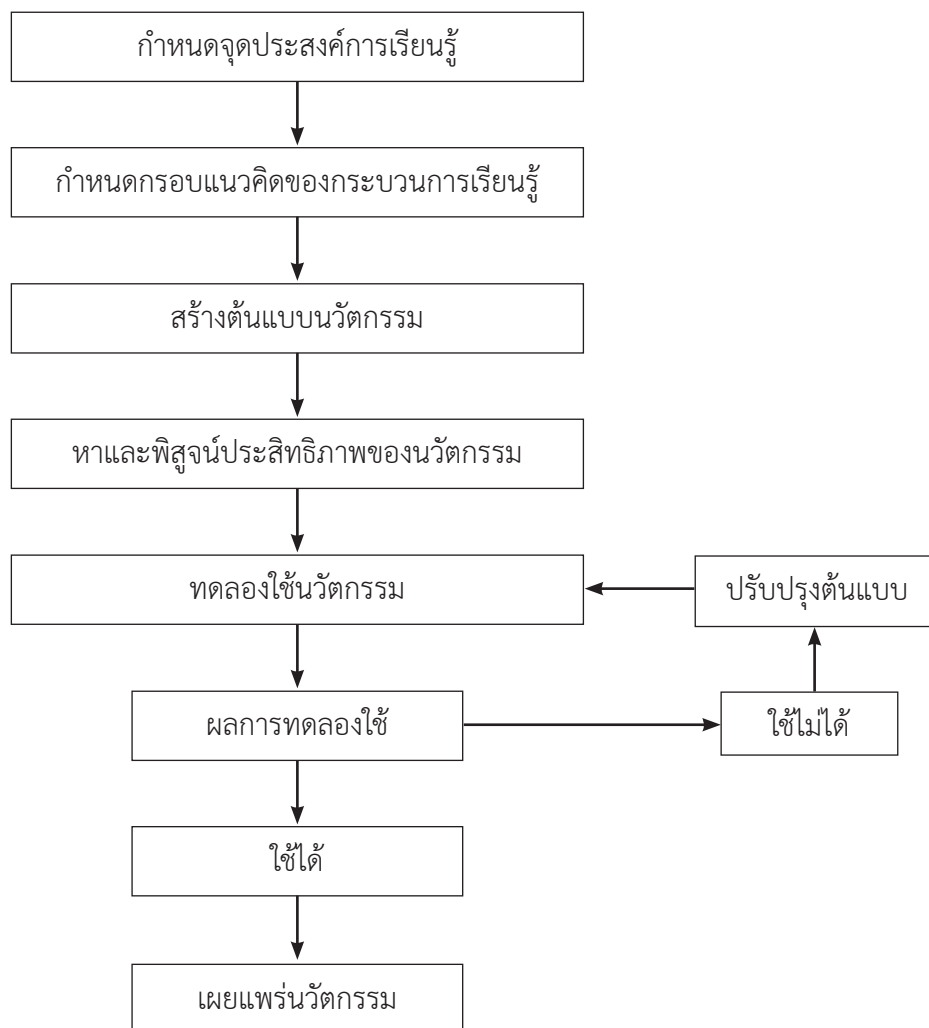 กำหนดจุดประสงค์การเรียนรู้
กำหนดกรอบแนวคิดของกระบวนการเรียนรู้
สร้างต้นแบบนวัตกรรม
หาและพิสูจน์ประสิทธิภาพของนวัตกรรม
ทดลองใช้นวัตกรรม
ปรับปรุงต้นแบบ
ผลการทดลองใช้
ใช้ไม่ได้
ใช้ได้
เผยแพร่นวัตกรรม